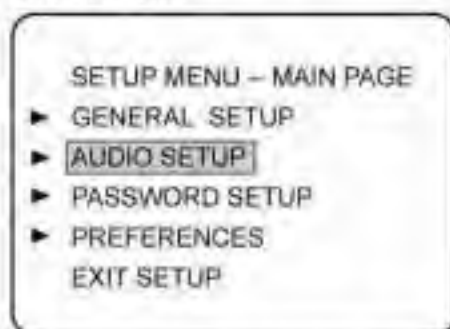 SETUP MENU – MAIN PAGE
GENERAL SETUP
AUDIO SETUP
PASSWORD SETUP
PREFERENCES
EXIT SETUP